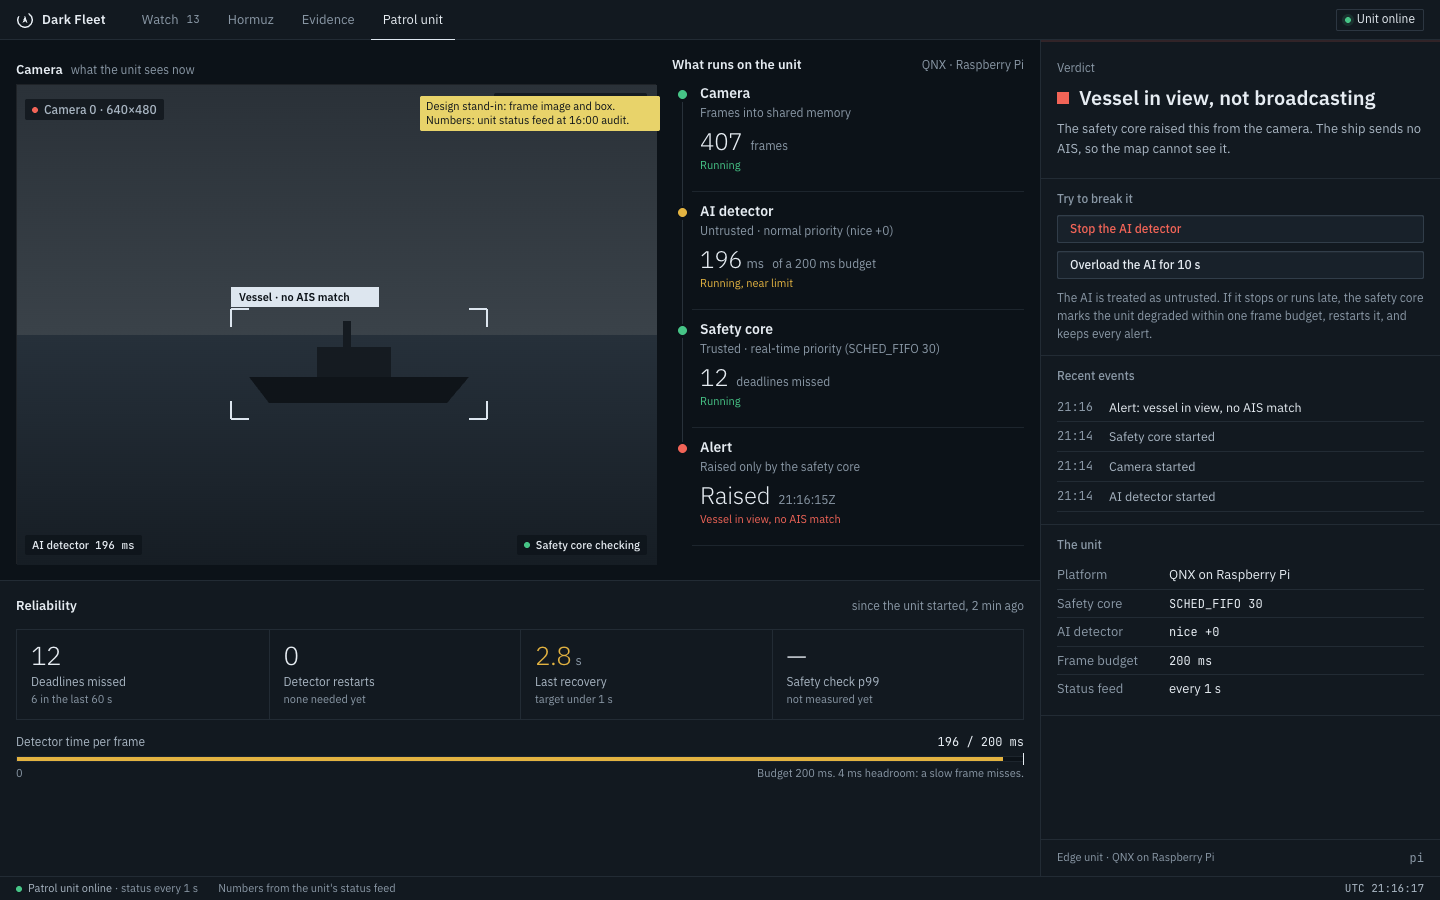 Dark Fleet
Watch 13
Hormuz
Evidence
Patrol unit
Unit online
Camera what the unit sees now
Camera 0 · 640×480
Design stand-in: frame image and box.
Numbers: unit status feed at 16:00 audit.
Vessel · no AIS match
AI detector 196 ms
Safety core checking
What runs on the unit
QNX · Raspberry Pi
Camera
Frames into shared memory
407 frames
Running
AI detector
Untrusted · normal priority (nice +0)
196 ms of a 200 ms budget
Running, near limit
Safety core
Trusted · real-time priority (SCHED_FIFO 30)
12 deadlines missed
Running
Alert
Raised only by the safety core
Raised 21:16:15Z
Vessel in view, no AIS match
Reliability
since the unit started, 2 min ago
12
Deadlines missed
6 in the last 60 s
0
Detector restarts
none needed yet
2.8 s
Last recovery
target under 1 s
—
Safety check p99
not measured yet
Detector time per frame
196 / 200 ms
0
Budget 200 ms. 4 ms headroom: a slow frame misses.
Verdict
Vessel in view, not broadcasting
The safety core raised this from the camera. The ship sends no
AIS, so the map cannot see it.
Try to break it
Stop the AI detector
Overload the AI for 10 s
The AI is treated as untrusted. If it stops or runs late, the safety core
marks the unit degraded within one frame budget, restarts it, and
keeps every alert.
Recent events
21:16 Alert: vessel in view, no AIS match
21:14 Safety core started
21:14 Camera started
21:14 AI detector started
The unit
Platform QNX on Raspberry Pi
Safety core SCHED_FIFO 30
AI detector nice +0
Frame budget 200 ms
Status feed every 1 s
Edge unit · QNX on Raspberry Pi
pi
Patrol unit online · status every 1 s
Numbers from the unit's status feed
UTC 21:16:17